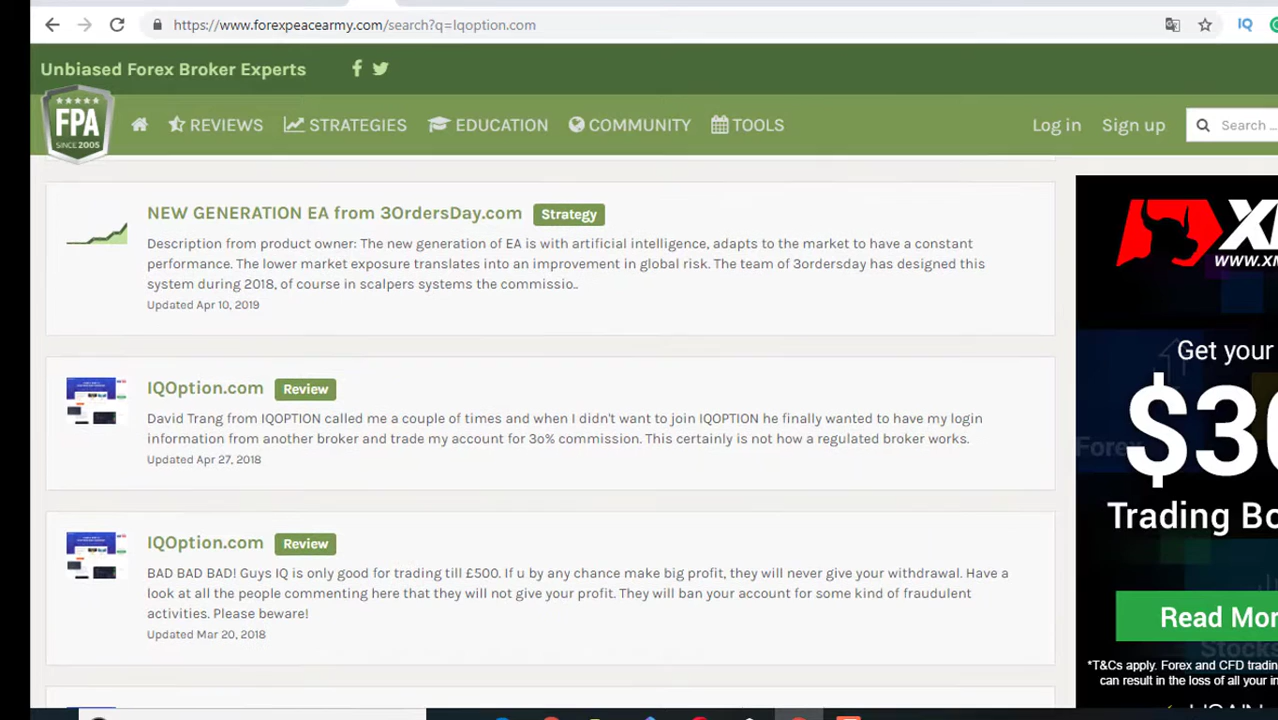 https://www.forexpeacearmy.com/search?q=Iqoption.com
IQ
Unbiased Forex Broker Experts
FPA
SINCE 2005
REVIEWS STRATEGIES EDUCATION COMMUNITY TOOLS Log in Sign up Search ...
NEW GENERATION EA from 3OrdersDay.com Strategy
Description from product owner: The new generation of EA is with artificial intelligence, adapts to the market to have a constant
performance. The lower market exposure translates into an improvement in global risk. The team of 3ordersday has designed this
system during 2018, of course in scalpers systems the commissio..
Updated Apr 10, 2019
IQOption.com Review
David Trang from IQOPTION called me a couple of times and when I didn't want to join IQOPTION he finally wanted to have my login
information from another broker and trade my account for 3o% commission. This certainly is not how a regulated broker works.
Updated Apr 27, 2018
IQOption.com Review
BAD BAD BAD! Guys IQ is only good for trading till £500. If u by any chance make big profit, they will never give your withdrawal. Have a
look at all the people commenting here that they will not give your profit. They will ban your account for some kind of fraudulent
activities. Please beware!
Updated Mar 20, 2018
XM
www.XM
Get your
$30
Forex
Trading Bo
Read Mor
Stocks
*T&Cs apply. Forex and CFD tradin
can result in the loss of all your in